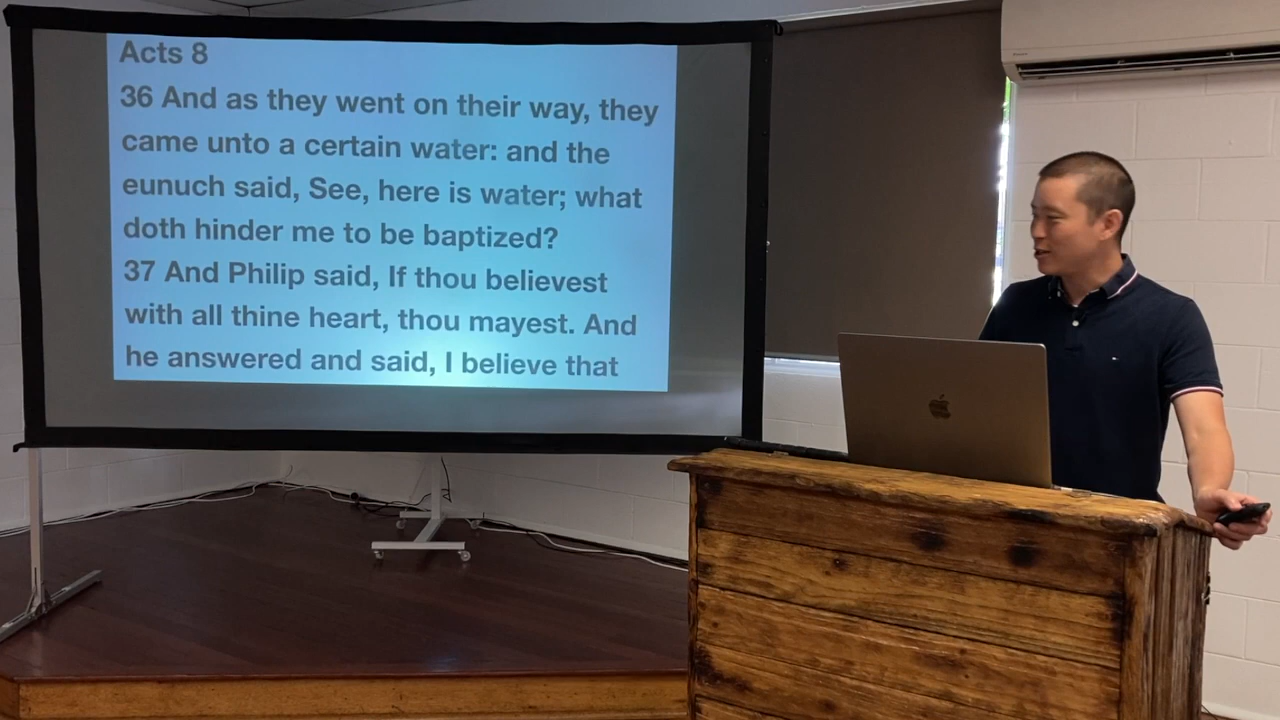 Acts 8
36 And as they went on their way, they
came unto a certain water: and the
eunuch said, See, here is water; what
doth hinder me to be baptized?
37 And Philip said, If thou believest
with all thine heart, thou mayest. And
he answered and said, I believe that